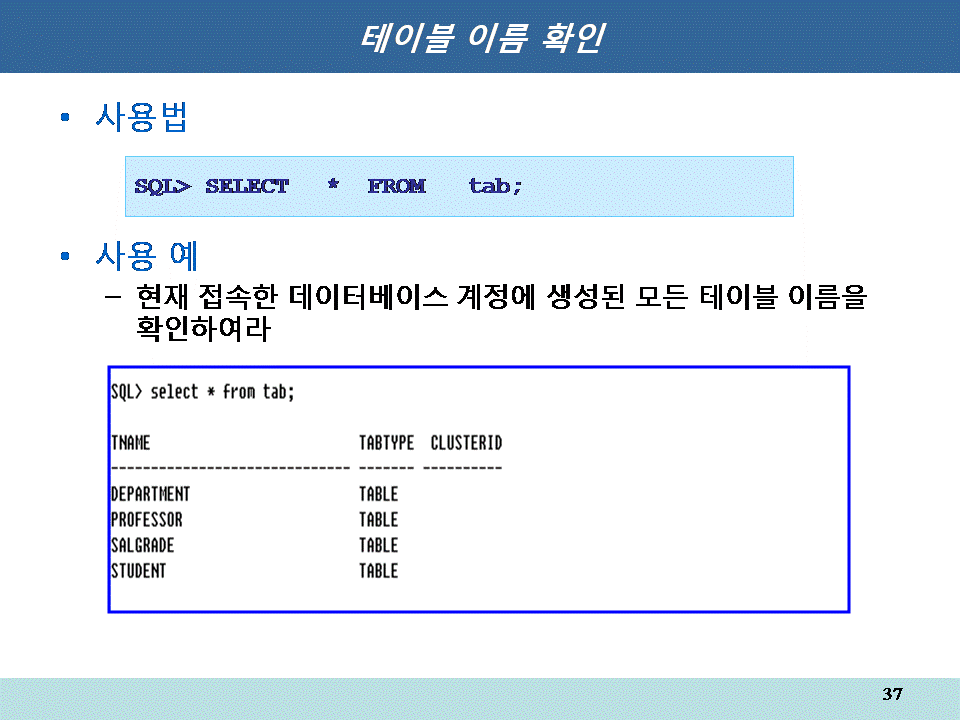 테이블 이름 확인
• 사용법
SQL> SELECT * FROM tab;
• 사용 예
– 현재 접속한 데이터베이스 계정에 생성된 모든 테이블 이름을
확인하여라
SQL> select * from tab;
TNAME TABTYPE CLUSTERID
------------------------------ ------- ----------
DEPARTMENT TABLE
PROFESSOR TABLE
SALGRADE TABLE
STUDENT TABLE
37